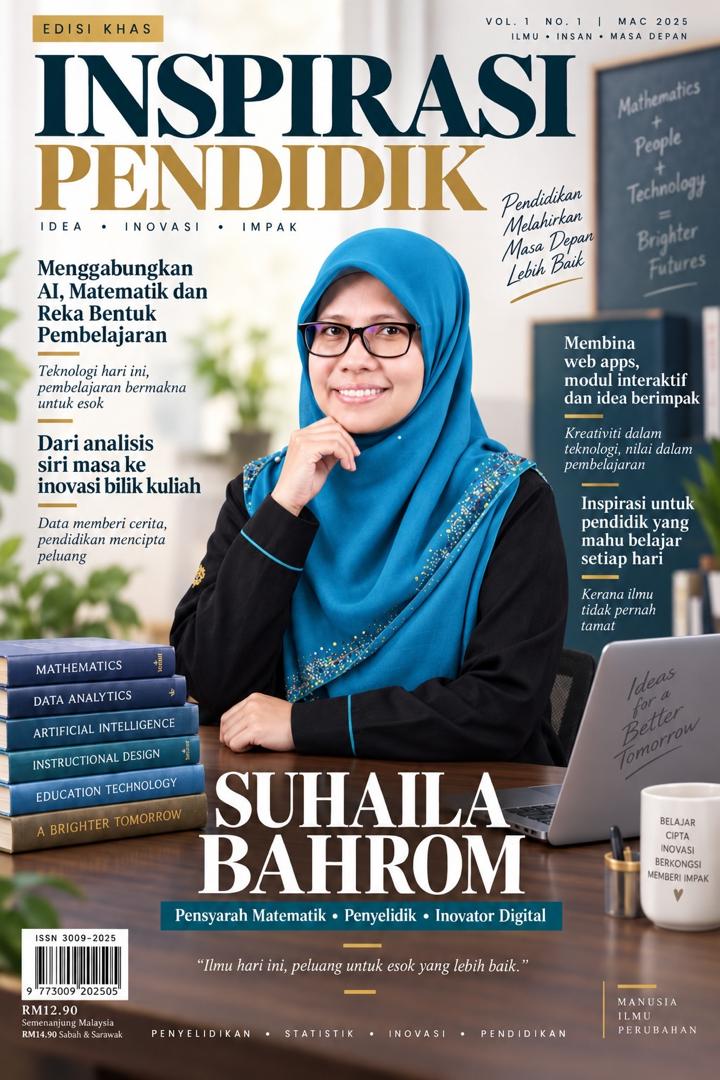 EDISI KHAS
VOL. 1 NO. 1 | MAC 2025
ILMU • INSAN • MASA DEPAN
INSPIRASI
PENDIDIK
IDEA • INOVASI • IMPAK
Pendidikan
Melahirkan
Masa Depan
Lebih Baik
Mathematics
+
People
+
Technology
=
Brighter
Futures
Menggabungkan
AI, Matematik dan
Reka Bentuk
Pembelajaran
Teknologi hari ini,
pembelajaran bermakna
untuk esok
Dari analisis
siri masa ke
inovasi bilik kuliah
Data memberi cerita,
pendidikan mencipta
peluang
Membina
web apps,
modul interaktif
dan idea berimpak
Kreativiti dalam
teknologi, nilai dalam
pembelajaran
Inspirasi untuk
pendidik yang
mahu belajar
setiap hari
Kerana ilmu
tidak pernah
tamat
MATHEMATICS
DATA ANALYTICS
ARTIFICIAL INTELLIGENCE
INSTRUCTIONAL DESIGN
EDUCATION TECHNOLOGY
A BRIGHTER TOMORROW
Ideas
for a
Better
Tomorrow
BELAJAR
CIPTA
INOVASI
BERKONGSI
MEMBERI IMPAK
SUHAILA
BAHROM
Pensyarah Matematik • Penyelidik • Inovator Digital
“Ilmu hari ini, peluang untuk esok yang lebih baik.”
ISSN 3009-2025
9 773009 202505
RM12.90
Semenanjung Malaysia
RM14.90 Sabah & Sarawak
PENYELIDIKAN • STATISTIK • INOVASI • PENDIDIKAN
MANUSIA
ILMU
PERUBAHAN